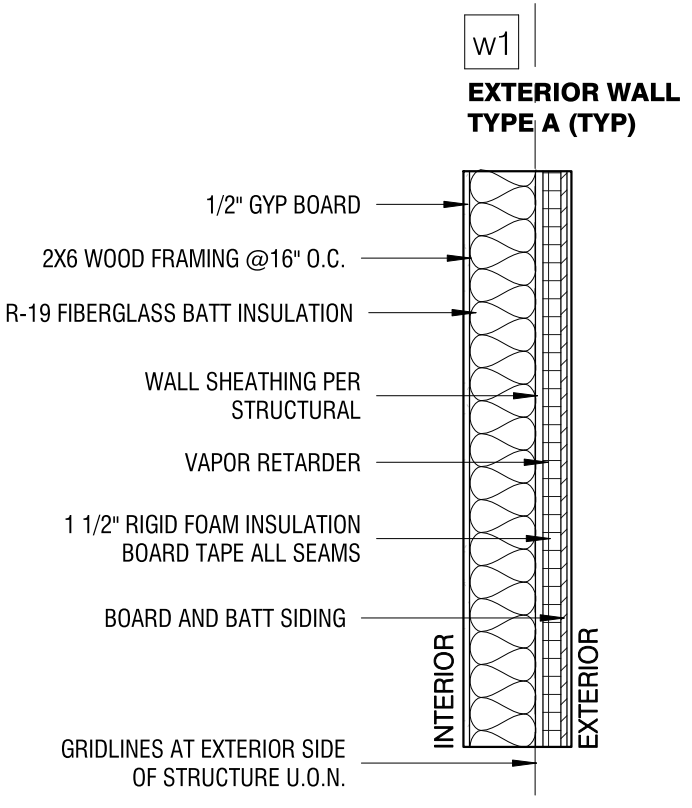 w1
EXTERIOR WALL
TYPE A (TYP)
1/2" GYP BOARD
2X6 WOOD FRAMING @16" O.C.
R-19 FIBERGLASS BATT INSULATION
WALL SHEATHING PER
STRUCTURAL
VAPOR RETARDER
1 1/2" RIGID FOAM INSULATION
BOARD TAPE ALL SEAMS
BOARD AND BATT SIDING
INTERIOR
EXTERIOR
GRIDLINES AT EXTERIOR SIDE
OF STRUCTURE U.O.N.